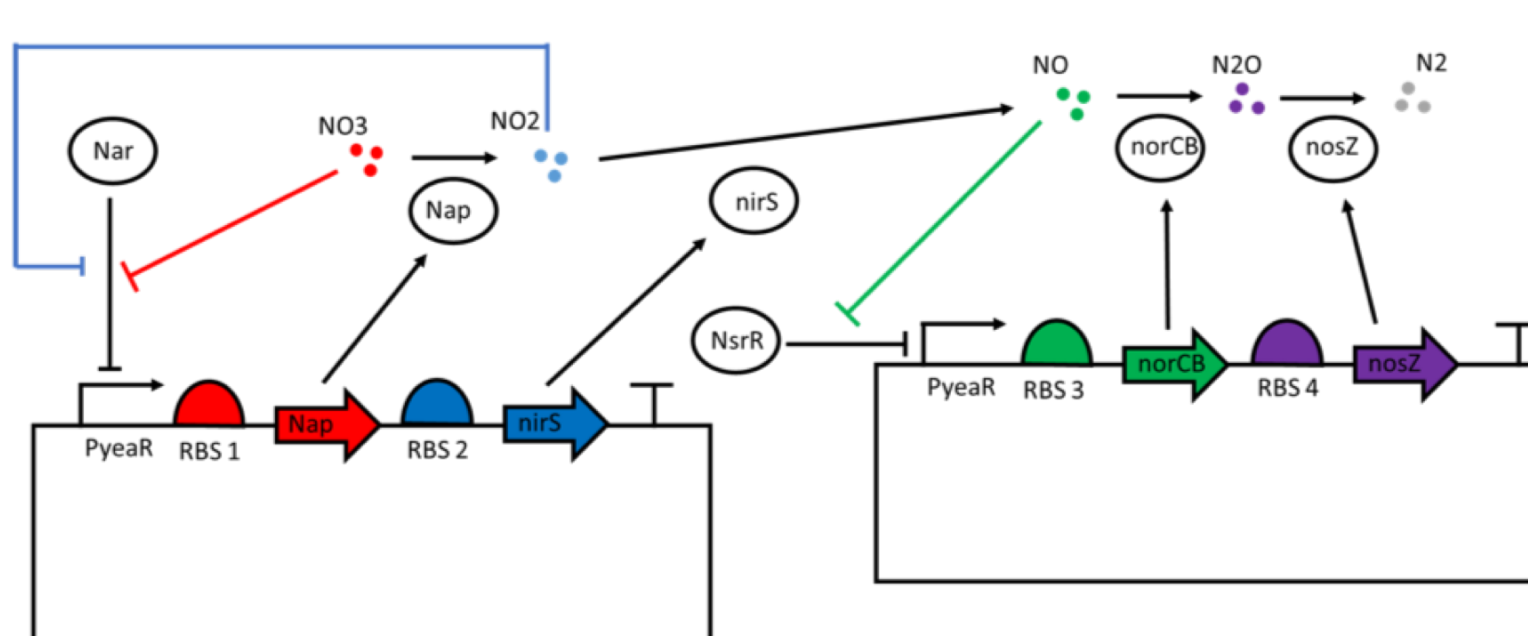 NO
N2O
N2
NO3
NO2
Nar
norCB
nosZ
Nap
nirS
NsrR
norCB
nosZ
PyeaR
RBS 3
RBS 4
Nap
nirS
PyeaR
RBS 1
RBS 2